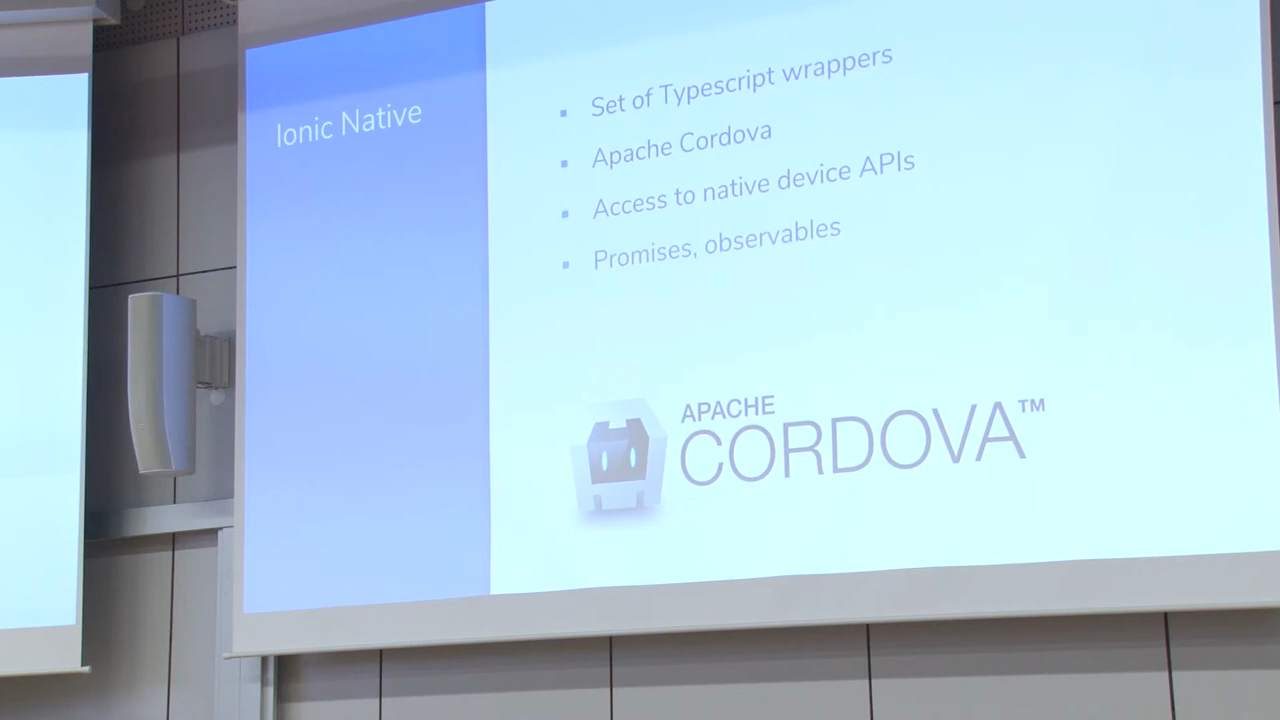 Ionic Native
Set of Typescript wrappers
Apache Cordova
Access to native device APIs
Promises, observables
APACHE
CORDOVA™